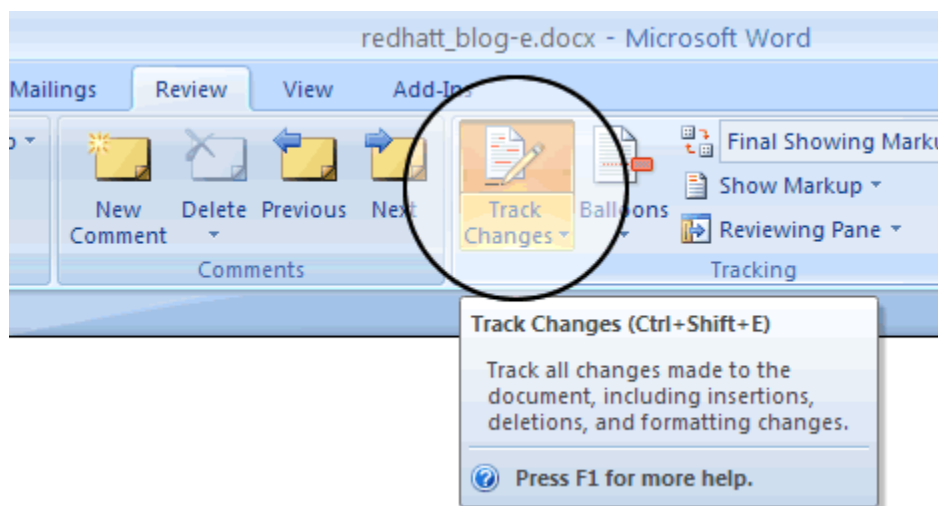 redhatt_blog-e.docx - Microsoft Word
Mailings Review View Add-Ins
New Comment
Delete
Previous
Next
Track Changes
Balloons
Final Showing Marku
Show Markup
Reviewing Pane
Comments
Tracking
Track Changes (Ctrl+Shift+E)
Track all changes made to the
document, including insertions,
deletions, and formatting changes.
Press F1 for more help.